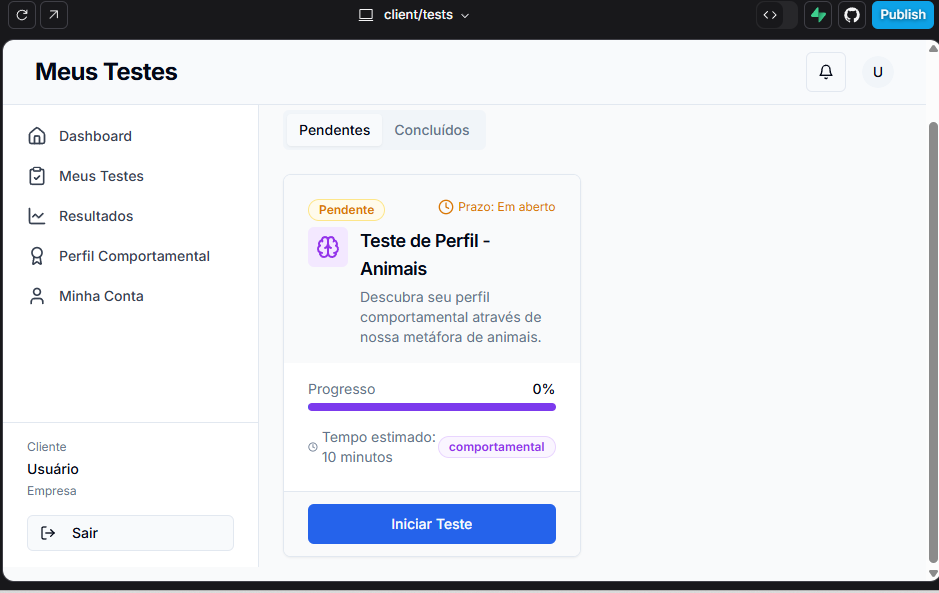 client/tests
Publish
Meus Testes
U
Dashboard
Meus Testes
Resultados
Perfil Comportamental
Minha Conta
Cliente
Usuário
Empresa
Sair
Pendentes
Concluídos
Pendente
Prazo: Em aberto
Teste de Perfil -
Animais
Descubra seu perfil
comportamental através de
nossa metáfora de animais.
Progresso
0%
Tempo estimado:
10 minutos
comportamental
Iniciar Teste